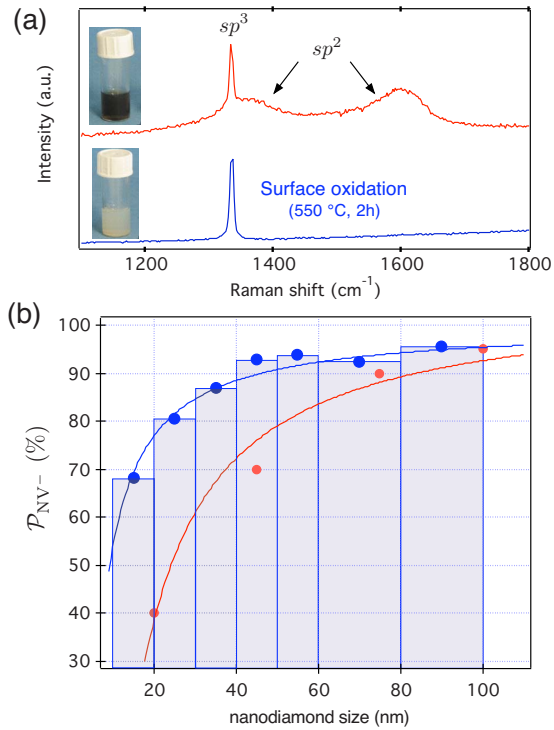 (a)
sp³
sp²
Intensity (a.u.)
Surface oxidation
(550 °C, 2h)
1200
1400
1600
1800
Raman shift (cm⁻¹)
(b)
100
90
80
70
60
50
40
30
𝒫NV⁻ (%)
20
40
60
80
100
nanodiamond size (nm)